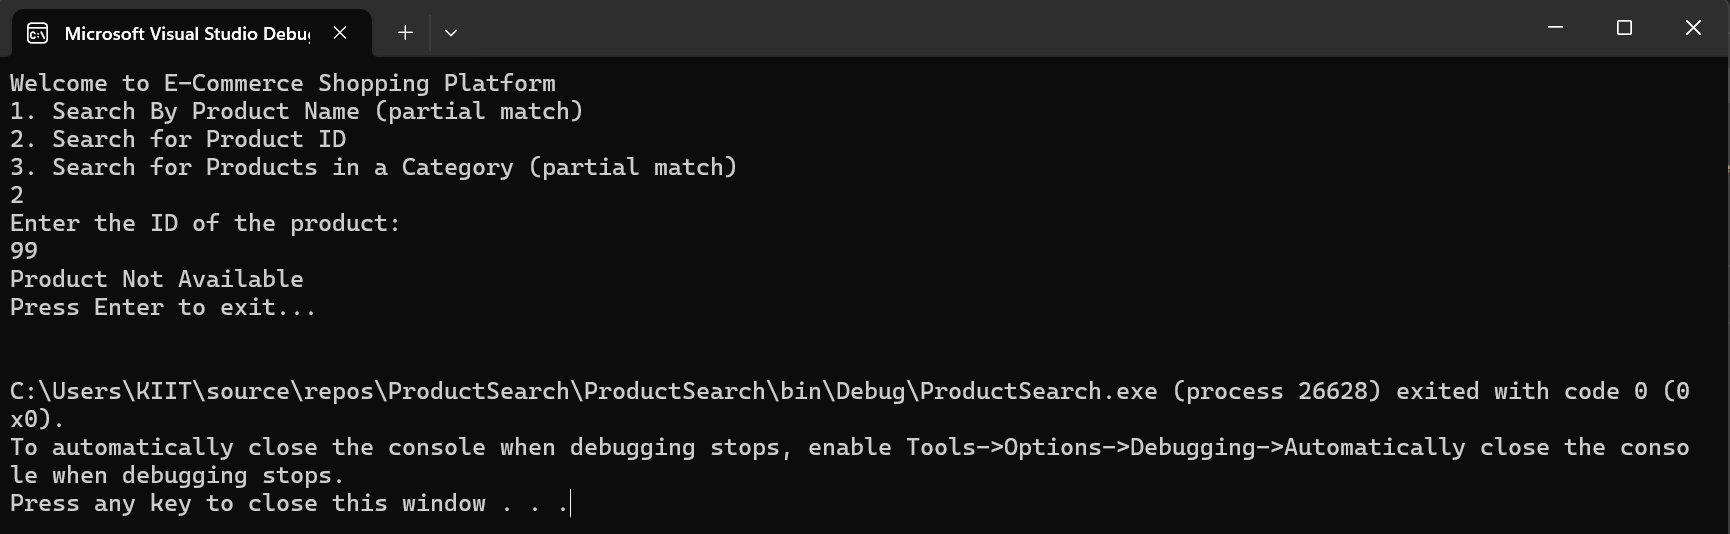 Microsoft Visual Studio Debug
Welcome to E-Commerce Shopping Platform
1. Search By Product Name (partial match)
2. Search for Product ID
3. Search for Products in a Category (partial match)
2
Enter the ID of the product:
99
Product Not Available
Press Enter to exit...
C:\Users\KIIT\source\repos\ProductSearch\ProductSearch\bin\Debug\ProductSearch.exe (process 26628) exited with code 0 (0
x0).
To automatically close the console when debugging stops, enable Tools->Options->Debugging->Automatically close the conso
le when debugging stops.
Press any key to close this window . . .